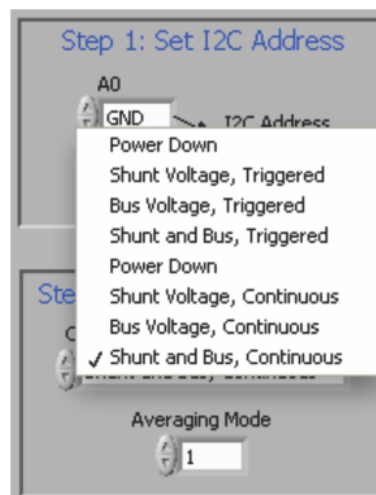 Step 1: Set I2C Address
A0
GND
I2C Address
Power Down
Shunt Voltage, Triggered
Bus Voltage, Triggered
Shunt and Bus, Triggered
Power Down
Ste
Shunt Voltage, Continuous
C
Bus Voltage, Continuous
✓ Shunt and Bus, Continuous
Averaging Mode
1